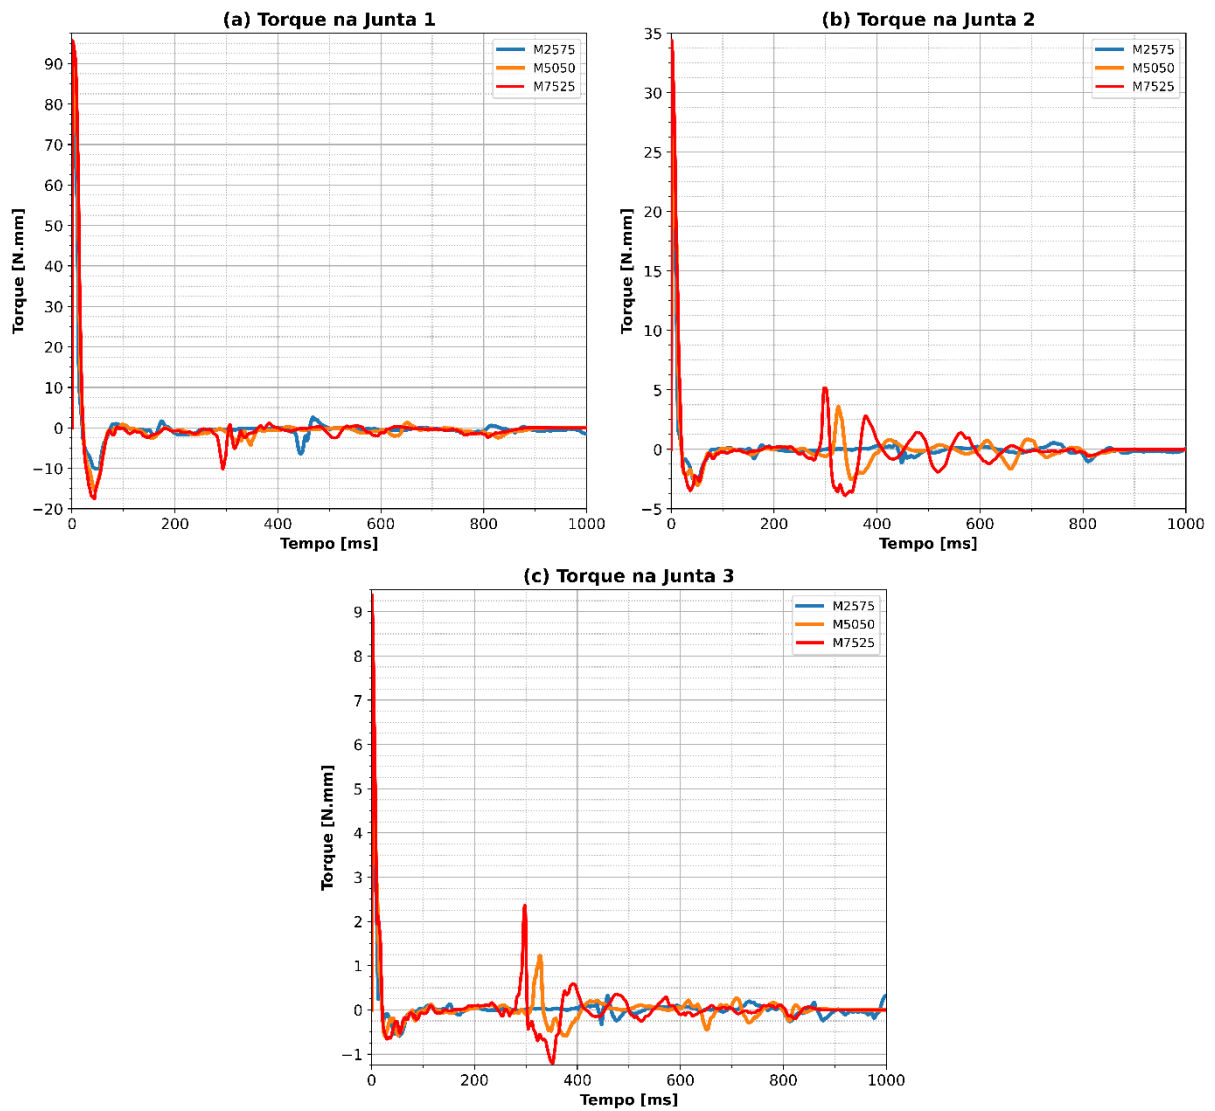 (a) Torque na Junta 1
Torque [N.mm]
90
80
70
60
50
40
30
20
10
0
−10
−20
M2575
M5050
M7525
0 200 400 600 800 1000
Tempo [ms]
(b) Torque na Junta 2
Torque [N.mm]
35
30
25
20
15
10
5
0
−5
M2575
M5050
M7525
0 200 400 600 800 1000
Tempo [ms]
(c) Torque na Junta 3
Torque [N.mm]
9
8
7
6
5
4
3
2
1
0
−1
M2575
M5050
M7525
0 200 400 600 800 1000
Tempo [ms]